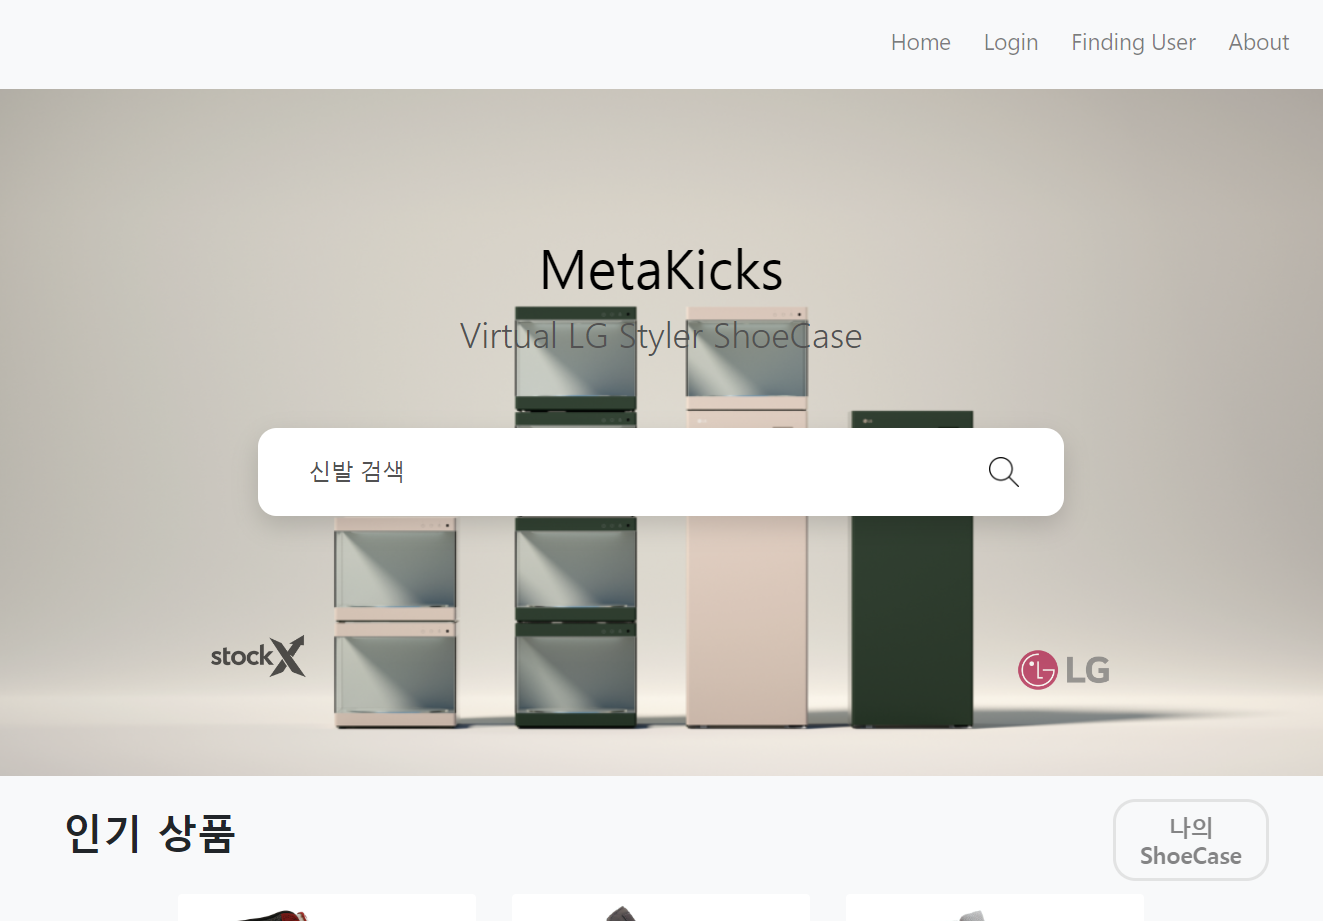 Home Login Finding User About
MetaKicks
Virtual LG Styler ShoeCase
신발 검색
stockX
LG
인기 상품
나의
ShoeCase